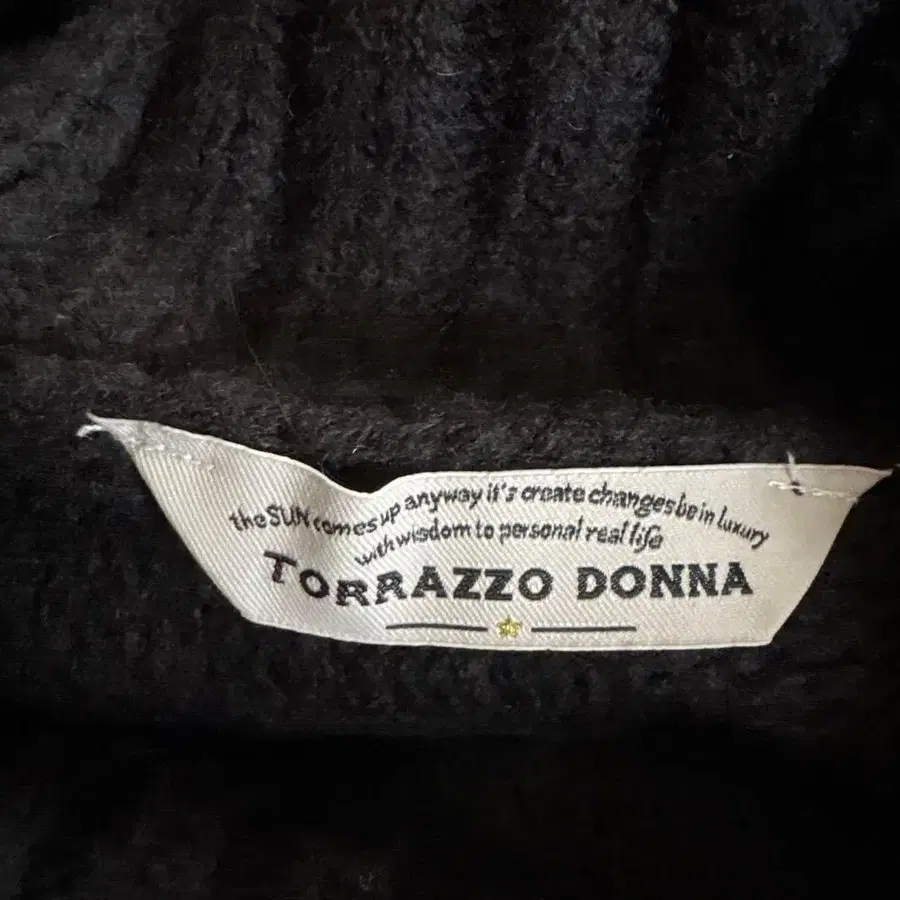 the SUN comes up anyway it's create changes be in luxury
with wisdom to personal real life
TORRAZZO DONNA